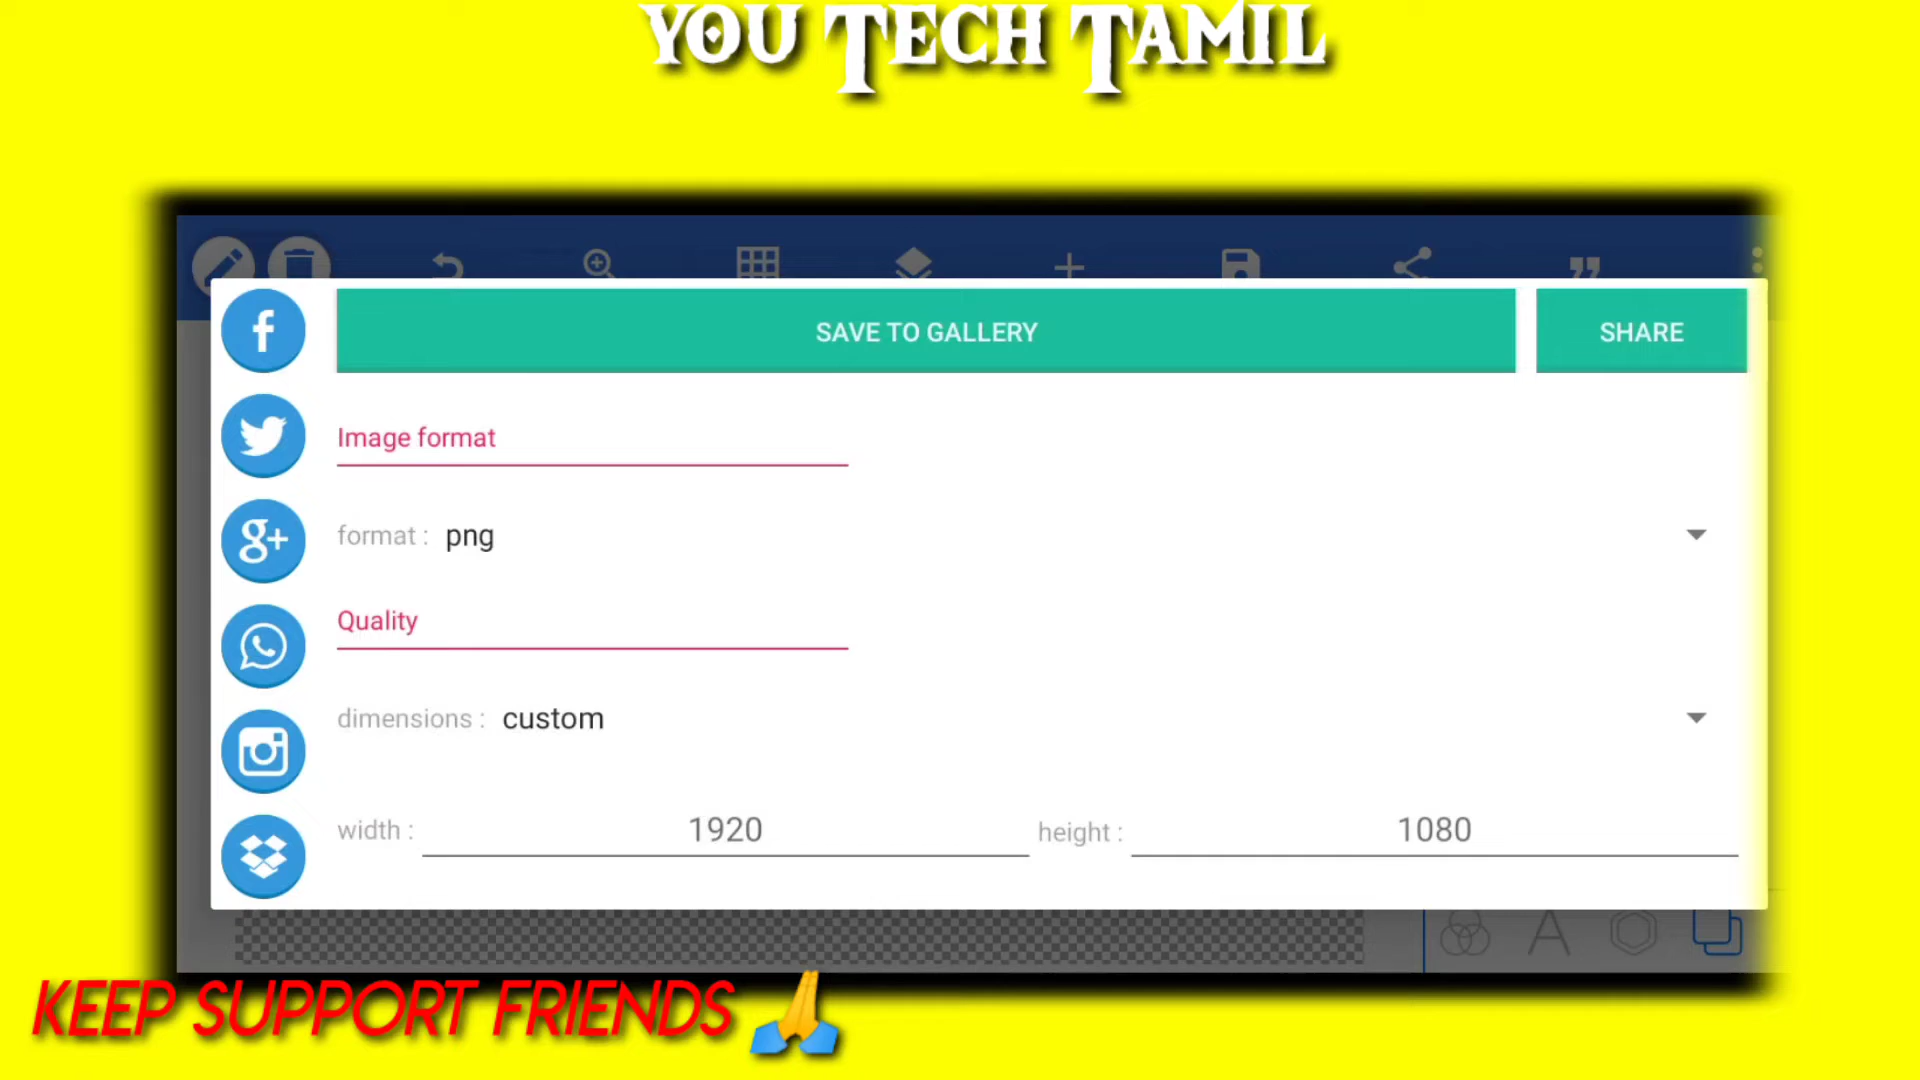 YOU TECH TAMIL
SAVE TO GALLERY
SHARE
Image format
format : png
Quality
dimensions : custom
width : 1920 height : 1080
KEEP SUPPORT FRIENDS 🙏